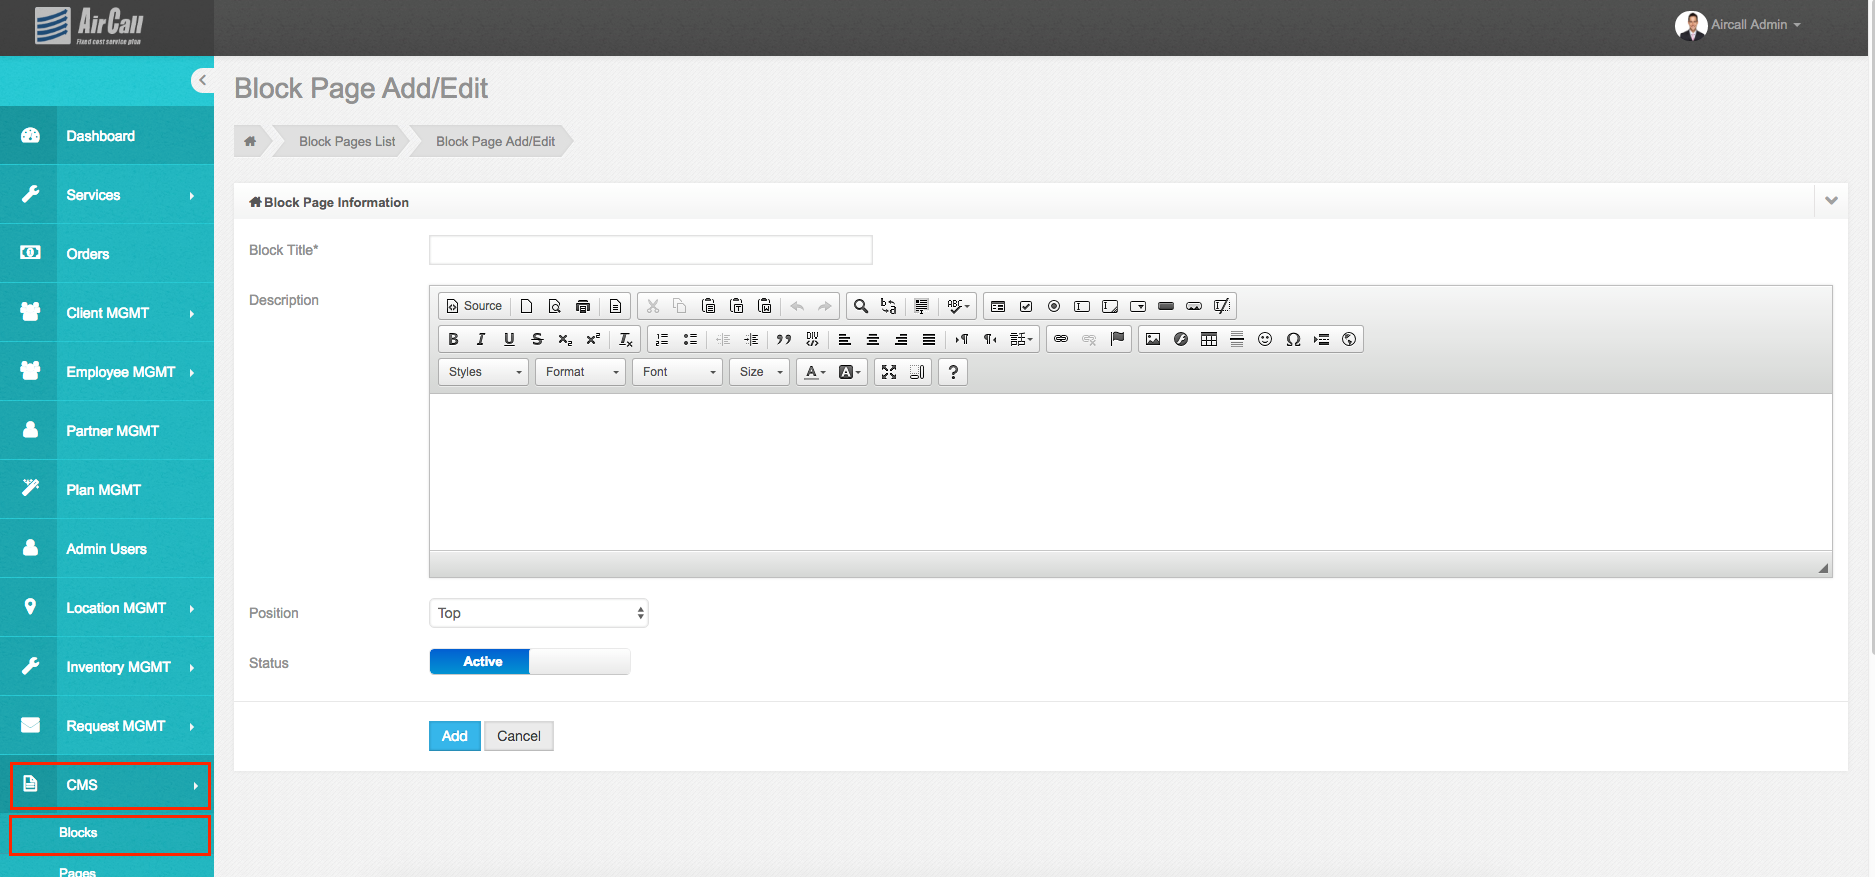 AirCall
Fixed cost service plan
Aircall Admin
Block Page Add/Edit
Block Pages List
Block Page Add/Edit
Dashboard
Services
Orders
Client MGMT
Employee MGMT
Partner MGMT
Plan MGMT
Admin Users
Location MGMT
Inventory MGMT
Request MGMT
CMS
Blocks
Pages
Block Page Information
Block Title*
Description
Source
Styles
Format
Font
Size
Position
Top
Status
Active
Add
Cancel